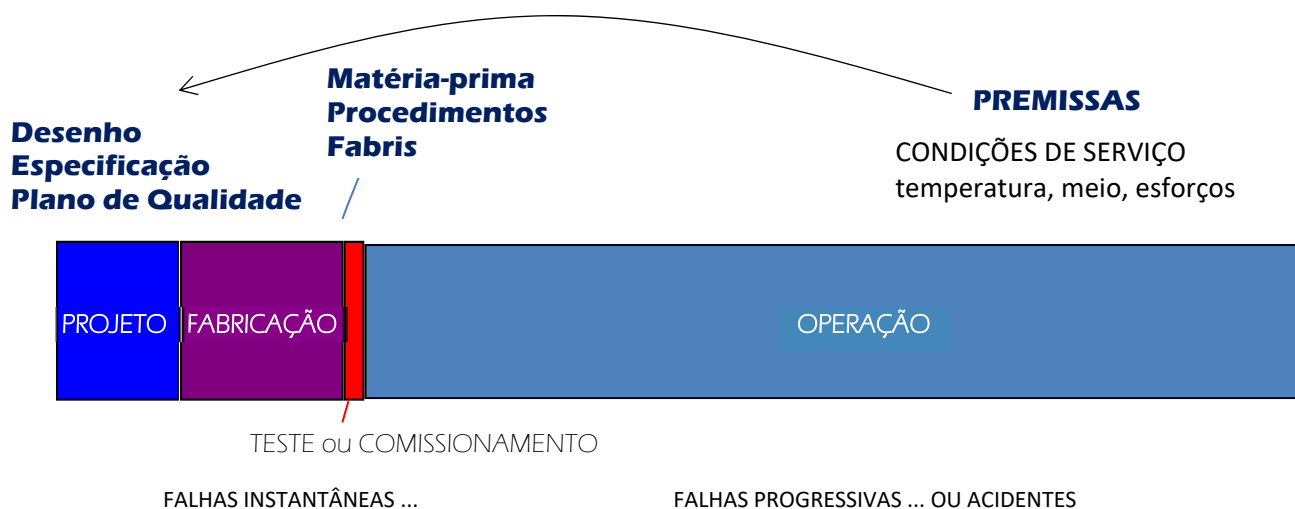 Matéria-prima
Procedimentos
Fabris
PREMISSAS
CONDIÇÕES DE SERVIÇO
temperatura, meio, esforços
Desenho
Especificação
Plano de Qualidade
PROJETO
FABRICAÇÃO
OPERAÇÃO
TESTE ou COMISSIONAMENTO
FALHAS INSTANTÂNEAS ...
FALHAS PROGRESSIVAS ... OU ACIDENTES